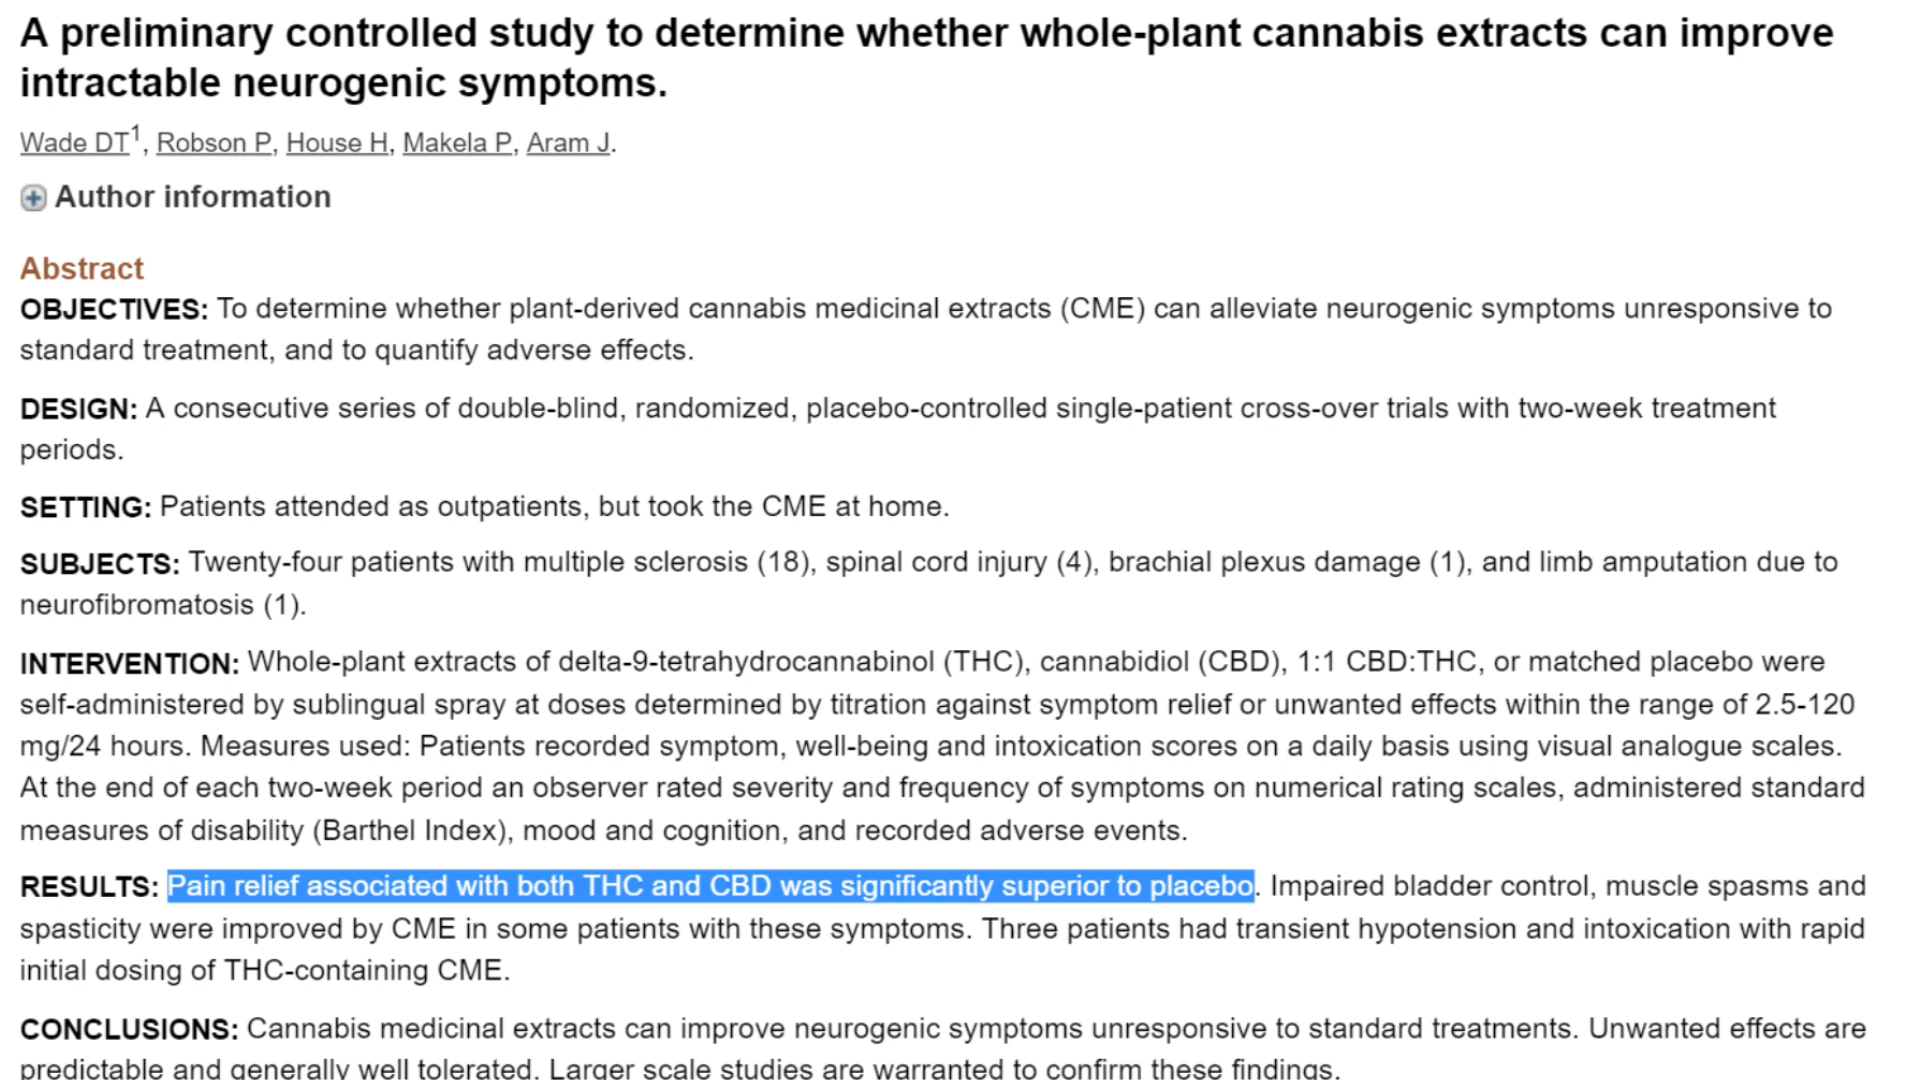 A preliminary controlled study to determine whether whole-plant cannabis extracts can improve
intractable neurogenic symptoms.
Wade DT1, Robson P, House H, Makela P, Aram J.
Author information
Abstract
OBJECTIVES: To determine whether plant-derived cannabis medicinal extracts (CME) can alleviate neurogenic symptoms unresponsive to
standard treatment, and to quantify adverse effects.
DESIGN: A consecutive series of double-blind, randomized, placebo-controlled single-patient cross-over trials with two-week treatment
periods.
SETTING: Patients attended as outpatients, but took the CME at home.
SUBJECTS: Twenty-four patients with multiple sclerosis (18), spinal cord injury (4), brachial plexus damage (1), and limb amputation due to
neurofibromatosis (1).
INTERVENTION: Whole-plant extracts of delta-9-tetrahydrocannabinol (THC), cannabidiol (CBD), 1:1 CBD:THC, or matched placebo were
self-administered by sublingual spray at doses determined by titration against symptom relief or unwanted effects within the range of 2.5-120
mg/24 hours. Measures used: Patients recorded symptom, well-being and intoxication scores on a daily basis using visual analogue scales.
At the end of each two-week period an observer rated severity and frequency of symptoms on numerical rating scales, administered standard
measures of disability (Barthel Index), mood and cognition, and recorded adverse events.
RESULTS: Pain relief associated with both THC and CBD was significantly superior to placebo. Impaired bladder control, muscle spasms and
spasticity were improved by CME in some patients with these symptoms. Three patients had transient hypotension and intoxication with rapid
initial dosing of THC-containing CME.
CONCLUSIONS: Cannabis medicinal extracts can improve neurogenic symptoms unresponsive to standard treatments. Unwanted effects are
predictable and generally well tolerated. Larger scale studies are warranted to confirm these findings.